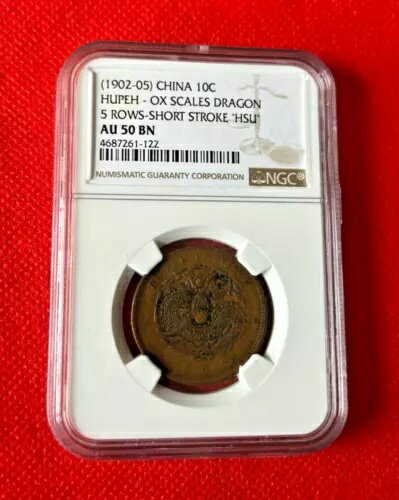 (1902-05) CHINA 10C
HUPEH - OX SCALES DRAGON
5 ROWS-SHORT STROKE "HSU"
AU 50 BN
4687261-122
NUMISMATIC GUARANTY CORPORATION NGC®